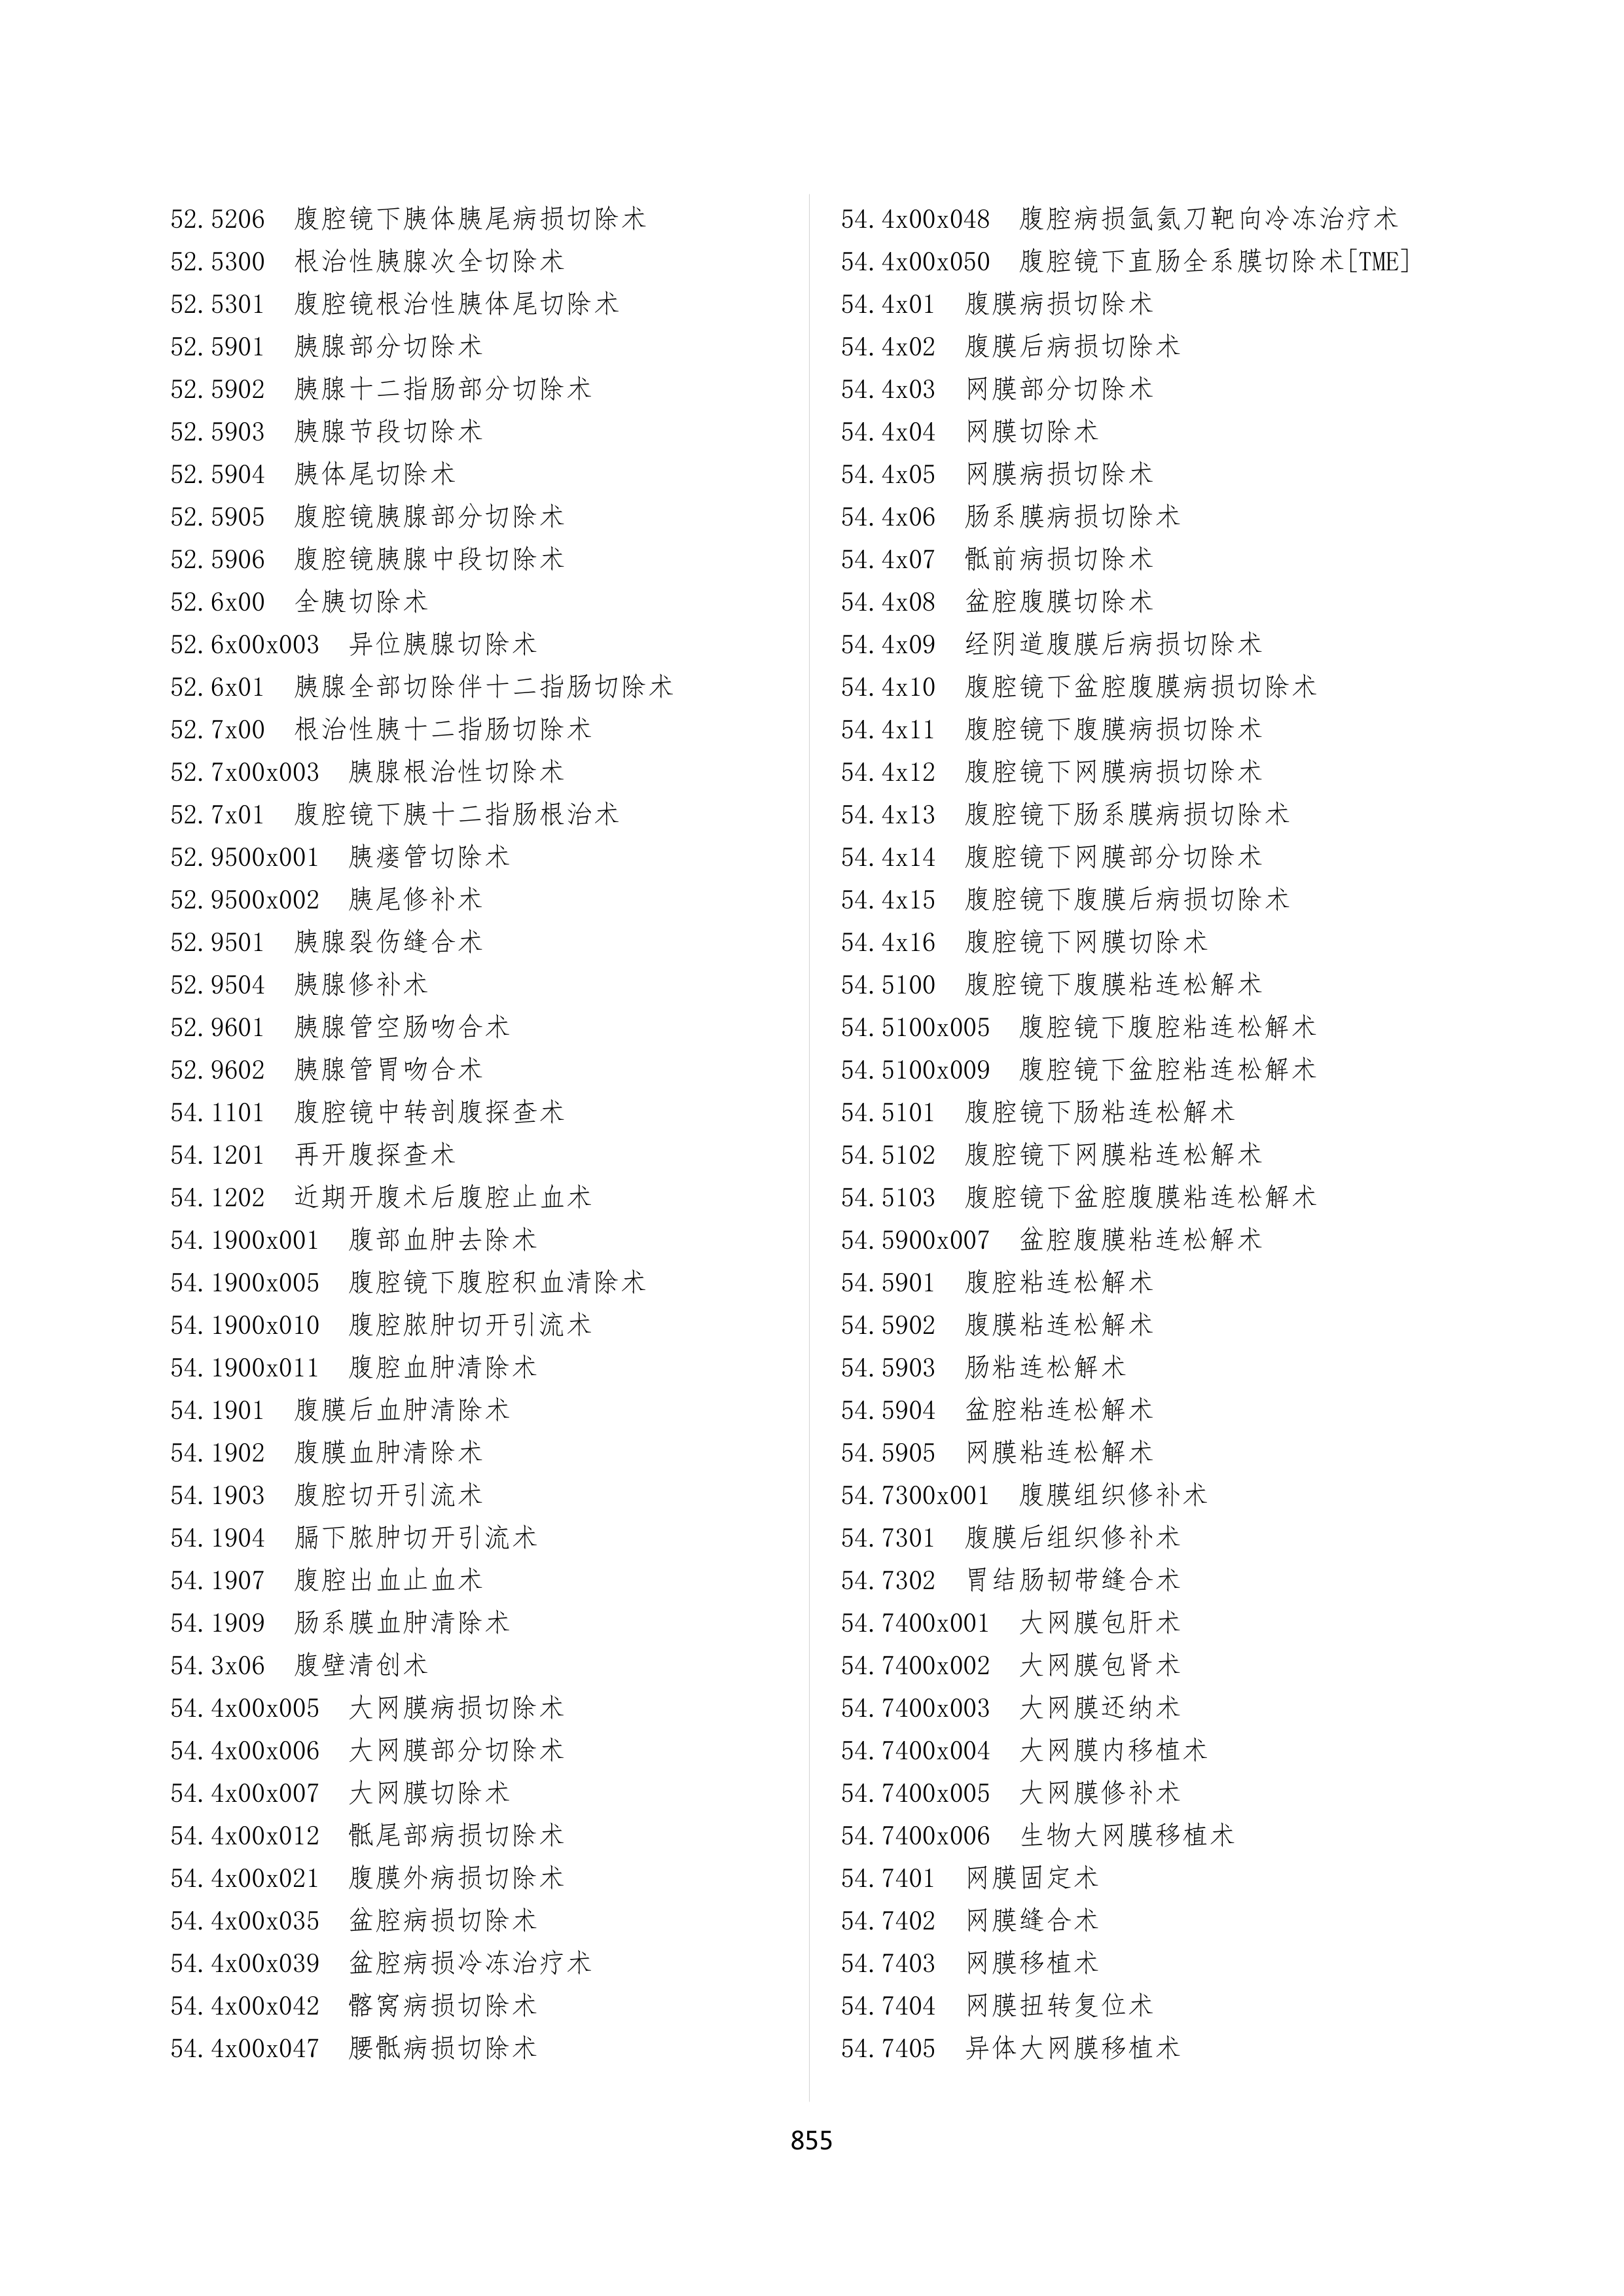 52.5206 腹腔镜下胰体胰尾病损切除术
52.5300 根治性胰腺次全切除术
52.5301 腹腔镜根治性胰体尾切除术
52.5901 胰腺部分切除术
52.5902 胰腺十二指肠部分切除术
52.5903 胰腺节段切除术
52.5904 胰体尾切除术
52.5905 腹腔镜胰腺部分切除术
52.5906 腹腔镜胰腺中段切除术
52.6x00 全胰切除术
52.6x00x003 异位胰腺切除术
52.6x01 胰腺全部切除伴十二指肠切除术
52.7x00 根治性胰十二指肠切除术
52.7x00x003 胰腺根治性切除术
52.7x01 腹腔镜下胰十二指肠根治术
52.9500x001 胰瘘管切除术
52.9500x002 胰尾修补术
52.9501 胰腺裂伤缝合术
52.9504 胰腺修补术
52.9601 胰腺管空肠吻合术
52.9602 胰腺管胃吻合术
54.1101 腹腔镜中转剖腹探查术
54.1201 再开腹探查术
54.1202 近期开腹术后腹腔止血术
54.1900x001 腹部血肿去除术
54.1900x005 腹腔镜下腹腔积血清除术
54.1900x010 腹腔脓肿切开引流术
54.1900x011 腹腔血肿清除术
54.1901 腹膜后血肿清除术
54.1902 腹膜血肿清除术
54.1903 腹腔切开引流术
54.1904 膈下脓肿切开引流术
54.1907 腹腔出血止血术
54.1909 肠系膜血肿清除术
54.3x06 腹壁清创术
54.4x00x005 大网膜病损切除术
54.4x00x006 大网膜部分切除术
54.4x00x007 大网膜切除术
54.4x00x012 骶尾部病损切除术
54.4x00x021 腹膜外病损切除术
54.4x00x035 盆腔病损切除术
54.4x00x039 盆腔病损冷冻治疗术
54.4x00x042 髂窝病损切除术
54.4x00x047 腰骶病损切除术
54.4x00x048 腹腔病损氩氦刀靶向冷冻治疗术
54.4x00x050 腹腔镜下直肠全系膜切除术[TME]
54.4x01 腹膜病损切除术
54.4x02 腹膜后病损切除术
54.4x03 网膜部分切除术
54.4x04 网膜切除术
54.4x05 网膜病损切除术
54.4x06 肠系膜病损切除术
54.4x07 骶前病损切除术
54.4x08 盆腔腹膜切除术
54.4x09 经阴道腹膜后病损切除术
54.4x10 腹腔镜下盆腔腹膜病损切除术
54.4x11 腹腔镜下腹膜病损切除术
54.4x12 腹腔镜下网膜病损切除术
54.4x13 腹腔镜下肠系膜病损切除术
54.4x14 腹腔镜下网膜部分切除术
54.4x15 腹腔镜下腹膜后病损切除术
54.4x16 腹腔镜下网膜切除术
54.5100 腹腔镜下腹膜粘连松解术
54.5100x005 腹腔镜下腹腔粘连松解术
54.5100x009 腹腔镜下盆腔粘连松解术
54.5101 腹腔镜下肠粘连松解术
54.5102 腹腔镜下网膜粘连松解术
54.5103 腹腔镜下盆腔腹膜粘连松解术
54.5900x007 盆腔腹膜粘连松解术
54.5901 腹腔粘连松解术
54.5902 腹膜粘连松解术
54.5903 肠粘连松解术
54.5904 盆腔粘连松解术
54.5905 网膜粘连松解术
54.7300x001 腹膜组织修补术
54.7301 腹膜后组织修补术
54.7302 胃结肠韧带缝合术
54.7400x001 大网膜包肝术
54.7400x002 大网膜包肾术
54.7400x003 大网膜还纳术
54.7400x004 大网膜内移植术
54.7400x005 大网膜修补术
54.7400x006 生物大网膜移植术
54.7401 网膜固定术
54.7402 网膜缝合术
54.7403 网膜移植术
54.7404 网膜扭转复位术
54.7405 异体大网膜移植术
855